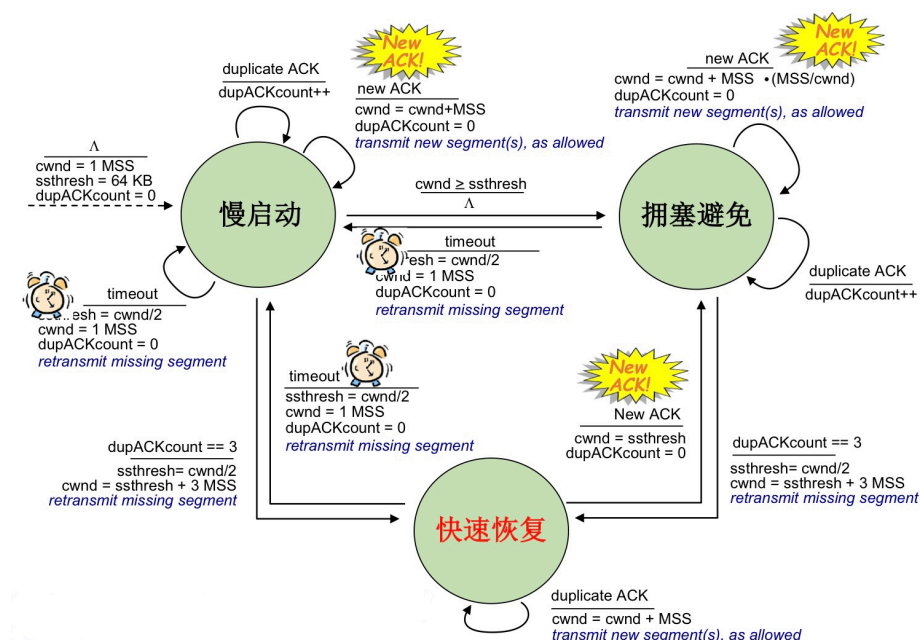 New
ACK!
duplicate ACK
dupACKcount++
new ACK
cwnd = cwnd+MSS
dupACKcount = 0
transmit new segment(s), as allowed
New
ACK!
new ACK
cwnd = cwnd + MSS •(MSS/cwnd)
dupACKcount = 0
transmit new segment(s), as allowed
Λ
cwnd = 1 MSS
ssthresh = 64 KB
dupACKcount = 0
慢启动
cwnd ≥ ssthresh
Λ
拥塞避免
timeout
esh = cwnd/2
cwnd = 1 MSS
dupACKcount = 0
retransmit missing segment
duplicate ACK
dupACKcount++
timeout
ssthresh = cwnd/2
cwnd = 1 MSS
dupACKcount = 0
retransmit missing segment
timeout
ssthresh = cwnd/2
cwnd = 1 MSS
dupACKcount = 0
retransmit missing segment
New
ACK!
New ACK
cwnd = ssthresh
dupACKcount = 0
dupACKcount == 3
ssthresh= cwnd/2
cwnd = ssthresh + 3 MSS
retransmit missing segment
dupACKcount == 3
ssthresh= cwnd/2
cwnd = ssthresh + 3 MSS
retransmit missing segment
快速恢复
duplicate ACK
cwnd = cwnd + MSS
transmit new segment(s), as allowed